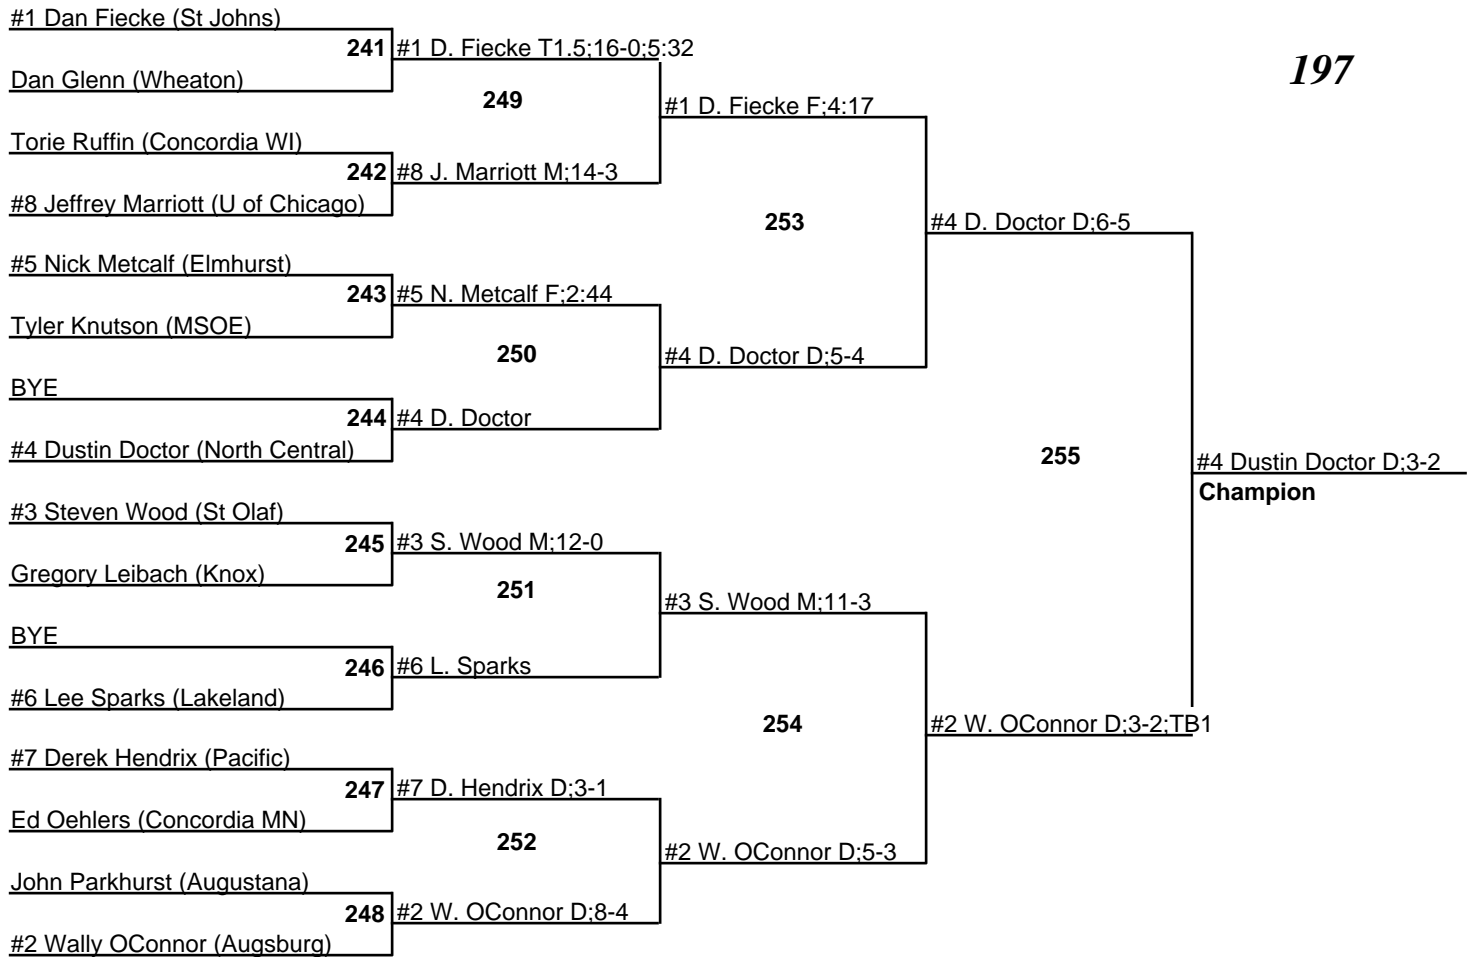 #1 Dan Fiecke (St Johns)
241 #1 D. Fiecke T1.5;16-0;5:32
197
Dan Glenn (Wheaton)
249
#1 D. Fiecke F;4:17
Torie Ruffin (Concordia WI)
242 #8 J. Marriott M;14-3
#8 Jeffrey Marriott (U of Chicago)
253
#4 D. Doctor D;6-5
#5 Nick Metcalf (Elmhurst)
243 #5 N. Metcalf F;2:44
Tyler Knutson (MSOE)
250
#4 D. Doctor D;5-4
BYE
244 #4 D. Doctor
#4 Dustin Doctor (North Central)
255
#4 Dustin Doctor D;3-2
Champion
#3 Steven Wood (St Olaf)
245 #3 S. Wood M;12-0
Gregory Leibach (Knox)
251
#3 S. Wood M;11-3
BYE
246 #6 L. Sparks
#6 Lee Sparks (Lakeland)
254
#2 W. OConnor D;3-2;TB1
#7 Derek Hendrix (Pacific)
247 #7 D. Hendrix D;3-1
Ed Oehlers (Concordia MN)
252
#2 W. OConnor D;5-3
John Parkhurst (Augustana)
248 #2 W. OConnor D;8-4
#2 Wally OConnor (Augsburg)